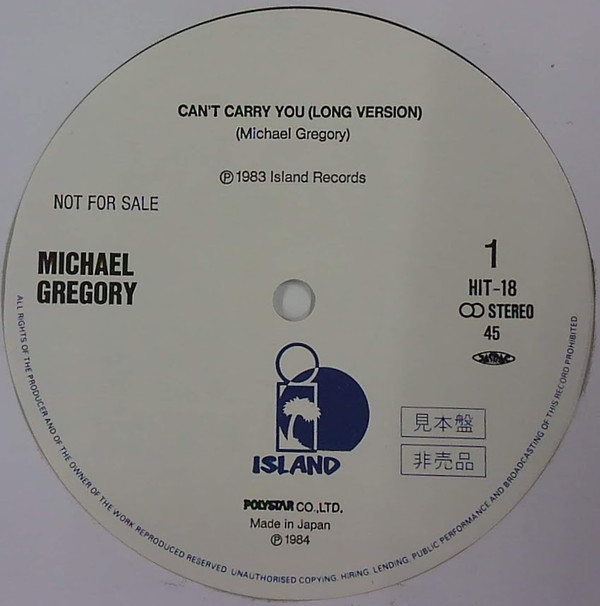 CAN'T CARRY YOU (LONG VERSION)
(Michael Gregory)
℗ 1983 Island Records
NOT FOR SALE
MICHAEL
GREGORY
1
HIT-18
STEREO
45
ISLAND
見本盤
非売品
POLYSTAR CO.,LTD.
Made in Japan
℗ 1984
ALL RIGHTS OF THE PRODUCER AND OF THE OWNER OF THE WORK REPRODUCED RESERVED. UNAUTHORISED COPYING, HIRING, LENDING, PUBLIC PERFORMANCE AND BROADCASTING OF THIS RECORD PROHIBITED